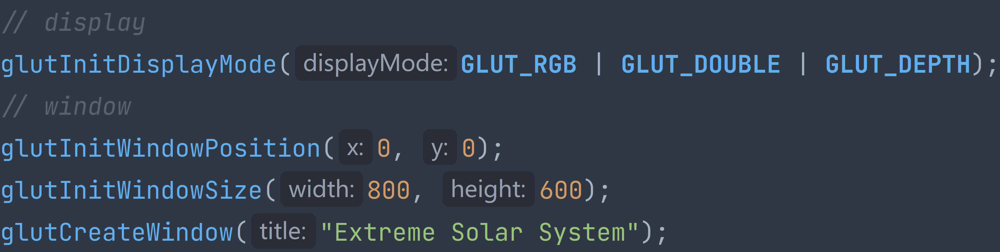 // display
glutInitDisplayMode( displayMode: GLUT_RGB | GLUT_DOUBLE | GLUT_DEPTH);
// window
glutInitWindowPosition( x: 0, y: 0);
glutInitWindowSize( width: 800, height: 600);
glutCreateWindow( title: "Extreme Solar System");